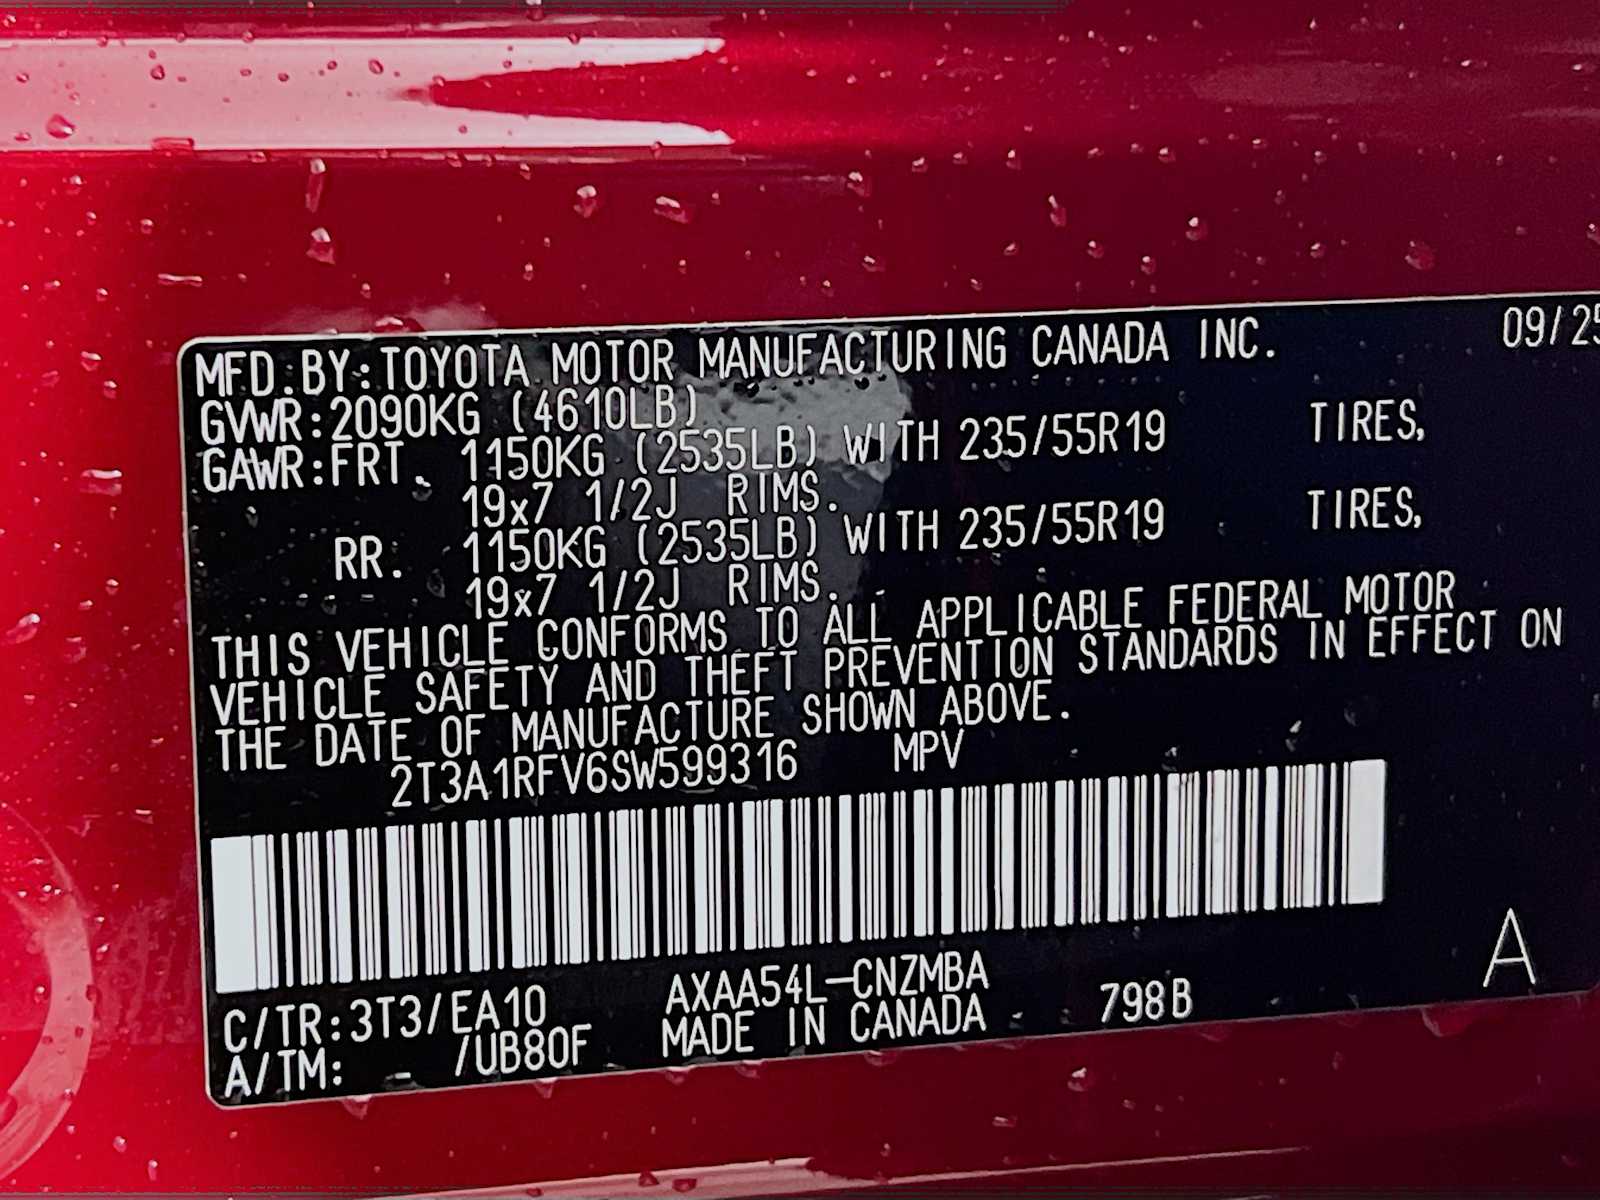 MFD.BY:TOYOTA MOTOR MANUFACTURING CANADA INC. 09/25
GVWR:2090KG (4610LB)
GAWR:FRT. 1150KG (2535LB) WITH 235/55R19 TIRES,
19x7 1/2J RIMS.
RR. 1150KG (2535LB) WITH 235/55R19 TIRES,
19x7 1/2J RIMS.
THIS VEHICLE CONFORMS TO ALL APPLICABLE FEDERAL MOTOR
VEHICLE SAFETY AND THEFT PREVENTION STANDARDS IN EFFECT ON
THE DATE OF MANUFACTURE SHOWN ABOVE.
2T3A1RFV6SW599316 MPV
C/TR:3T3/EA10 AXAA54L-CNZMBA A
A/TM: - /UB80F MADE IN CANADA 798B